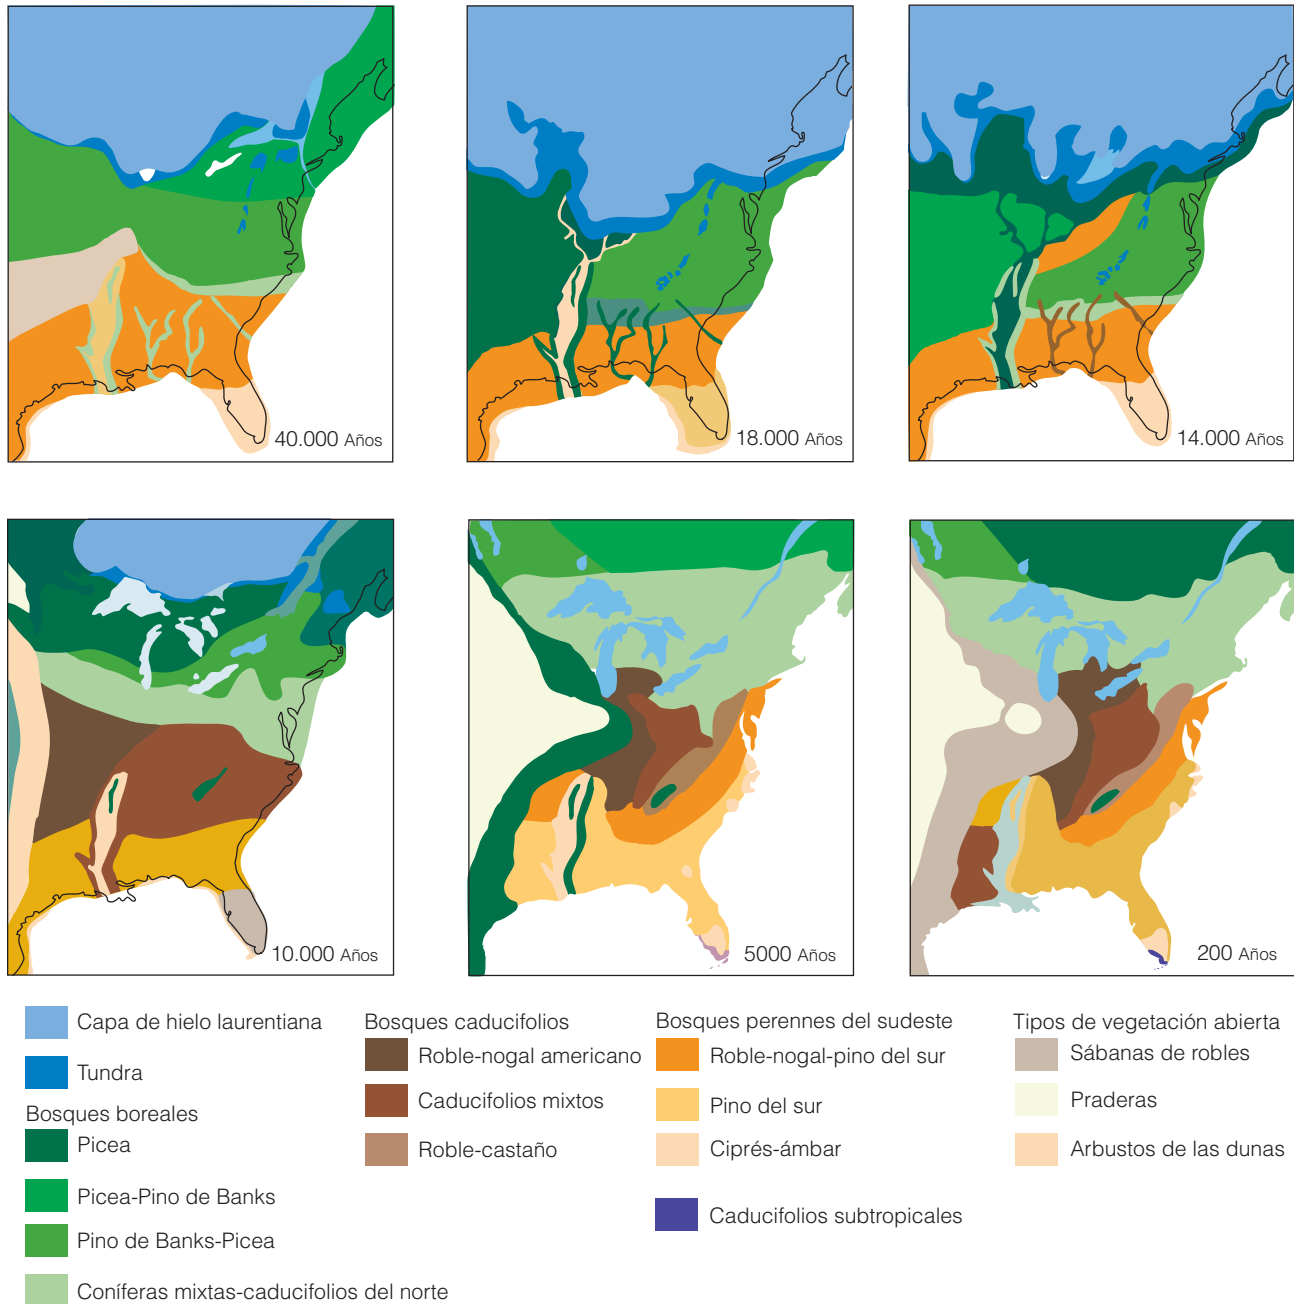 40.000 Años
18.000 Años
14.000 Años
10.000 Años
5000 Años
200 Años
Capa de hielo laurentiana
Tundra
Bosques boreales
Picea
Picea-Pino de Banks
Pino de Banks-Picea
Coníferas mixtas-caducifolios del norte
Bosques caducifolios
Roble-nogal americano
Caducifolios mixtos
Roble-castaño
Bosques perennes del sudeste
Roble-nogal-pino del sur
Pino del sur
Ciprés-ámbar
Caducifolios subtropicales
Tipos de vegetación abierta
Sábanas de robles
Praderas
Arbustos de las dunas